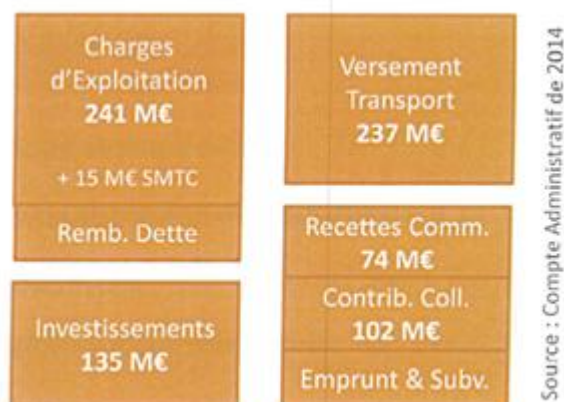 Charges
d'Exploitation
241 M€
+ 15 M€ SMTC
Remb. Dette
Investissements
135 M€
Versement
Transport
237 M€
Recettes Comm.
74 M€
Contrib. Coll.
102 M€
Emprunt & Subv.
Source : Compte Administratif de 2014